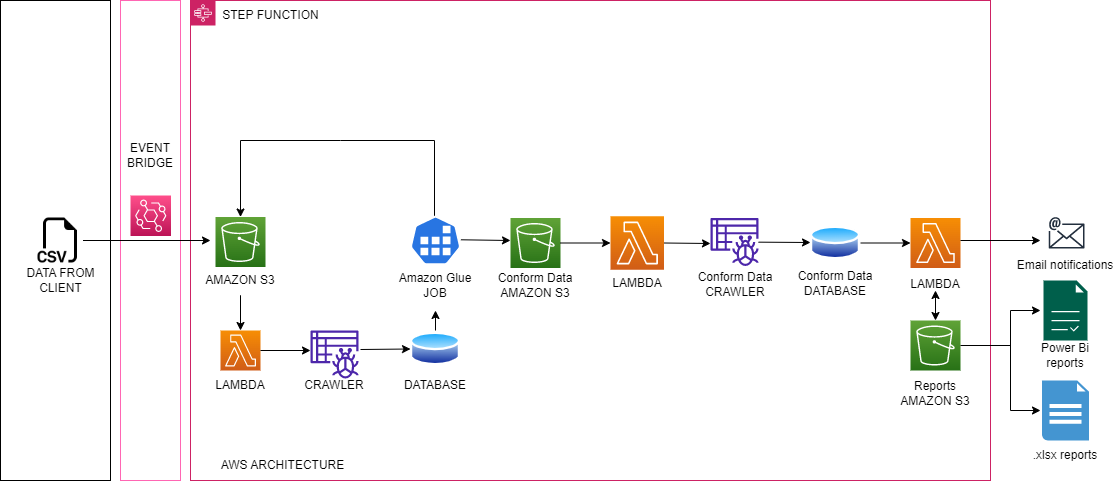 STEP FUNCTION
EVENT
BRIDGE
CSV
DATA FROM
CLIENT
AMAZON S3
Amazon Glue
JOB
Conform Data
AMAZON S3
LAMBDA
Conform Data
CRAWLER
Conform Data
DATABASE
LAMBDA
@
Email notifications
LAMBDA
CRAWLER
DATABASE
Reports
AMAZON S3
Power Bi
reports
.xlsx reports
AWS ARCHITECTURE